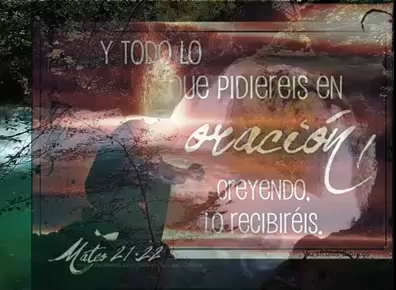 Y TODO LO
QUE PIDIEREIS EN
oración,
CREYENDO,
LO RECIBIRÉIS.
Mateo 21:22